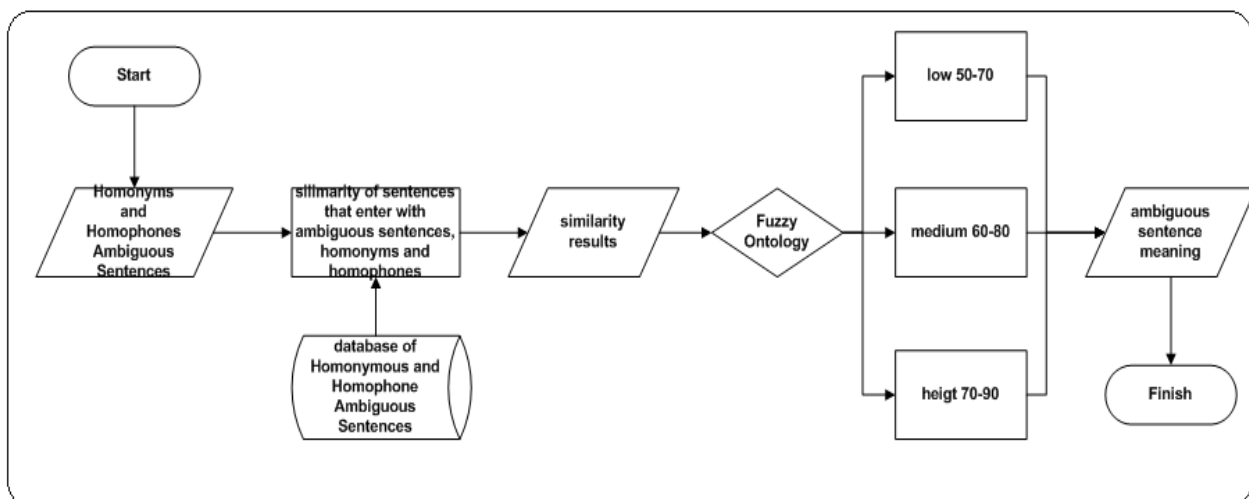 Start
Homonyms
and
Homophones
Ambiguous
Sentences
silimarity of sentences
that enter with
ambiguous sentences,
homonyms and
homophones
database of
Homonymous and
Homophone
Ambiguous
Sentences
similarity
results
Fuzzy
Ontology
low 50-70
medium 60-80
heigt 70-90
ambiguous
sentence
meaning
Finish